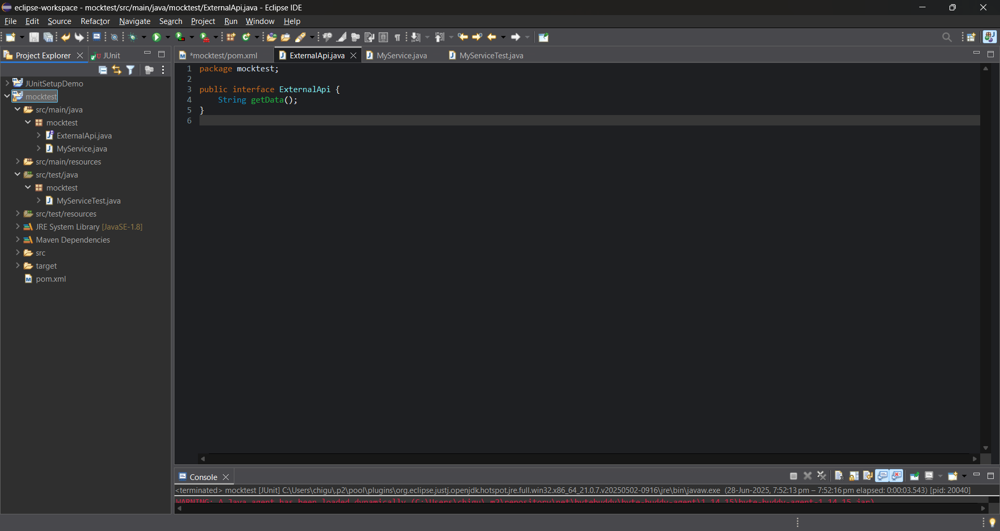 eclipse-workspace - mocktest/src/main/java/mocktest/ExternalApi.java - Eclipse IDE
File Edit Source Refactor Navigate Search Project Run Window Help
Project Explorer JUnit
*mocktest/pom.xml ExternalApi.java MyService.java MyServiceTest.java
JUnitSetupDemo
mocktest
src/main/java
mocktest
ExternalApi.java
MyService.java
src/main/resources
src/test/java
mocktest
MyServiceTest.java
src/test/resources
JRE System Library [JavaSE-1.8]
Maven Dependencies
src
target
pom.xml
1 package mocktest;
2
3 public interface ExternalApi {
4 String getData();
5 }
6
Console
<terminated> mocktest [JUnit] C:\Users\chigu\.p2\pool\plugins\org.eclipse.justj.openjdk.hotspot.jre.full.win32.x86_64_21.0.7.v20250502-0916\jre\bin\javaw.exe (28-Jun-2025, 7:52:13 pm – 7:52:16 pm elapsed: 0:00:03.543) [pid: 20040]
WARNING: A Java agent has been loaded dynamically (C:\Users\chigu\.m2\repository\net\bytebuddy\byte-buddy-agent\1.14.15\byte-buddy-agent-1.14.15.jar)